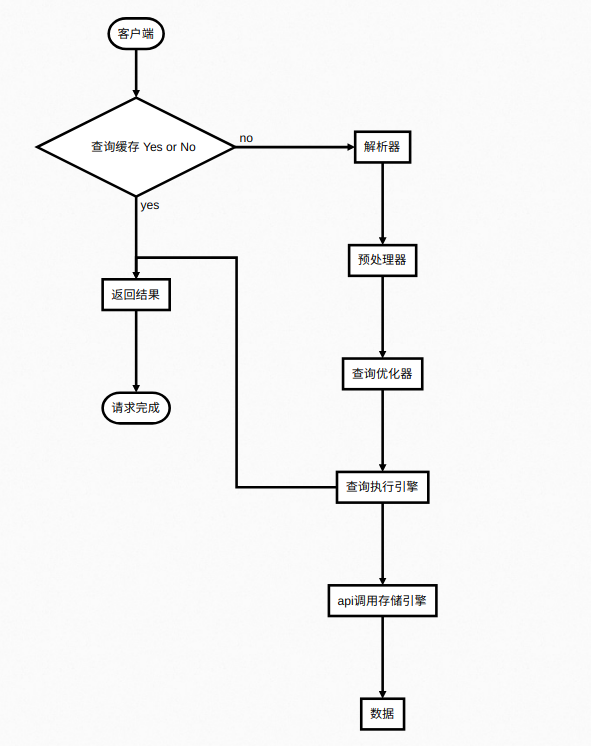 客户端
查询缓存 Yes or No
no
解析器
yes
预处理器
返回结果
查询优化器
请求完成
查询执行引擎
api调用存储引擎
数据